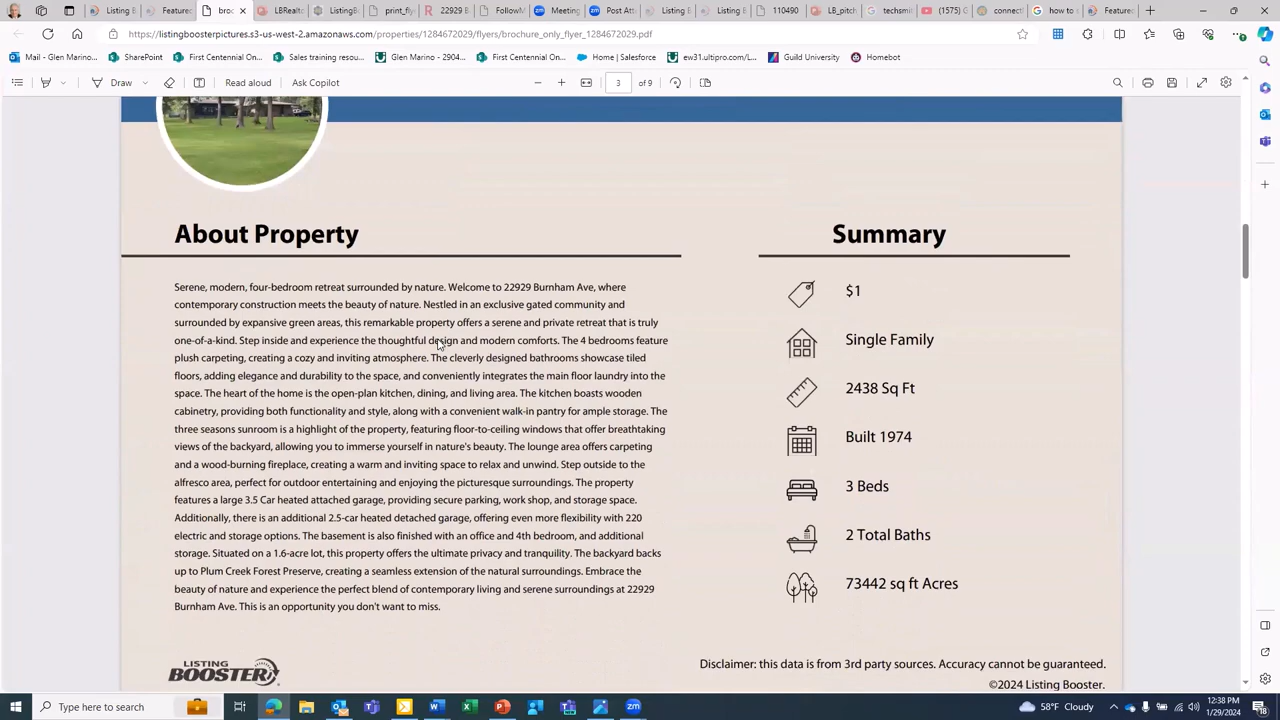 broc
Featured
LBRealto
ListingBo
print_fly
22929 B
FollowM
Meeting
Post Att
Listing B
Listing B
110490
LB_pitch
techsmi
(1575) G
connect
how to s
Featured
https://listingboosterpictures.s3-us-west-2.amazonaws.com/properties/1284672029/flyers/brochure_only_flyer_1284672029.pdf
Mail - Glen Marino...
SharePoint
First Centennial On...
Sales training resou...
Glen Marino - 2904...
First Centennial On...
Home | Salesforce
ew31.ultipro.com/l...
Guild University
Homebot
Draw
Read aloud
Ask Copilot
3
of 9
About Property
Serene, modern, four-bedroom retreat surrounded by nature. Welcome to 22929 Burnham Ave, where
contemporary construction meets the beauty of nature. Nestled in an exclusive gated community and
surrounded by expansive green areas, this remarkable property offers a serene and private retreat that is truly
one-of-a-kind. Step inside and experience the thoughtful design and modern comforts. The 4 bedrooms feature
plush carpeting, creating a cozy and inviting atmosphere. The cleverly designed bathrooms showcase tiled
floors, adding elegance and durability to the space, and conveniently integrates the main floor laundry into the
space. The heart of the home is the open-plan kitchen, dining, and living area. The kitchen boasts wooden
cabinetry, providing both functionality and style, along with a convenient walk-in pantry for ample storage. The
three seasons sunroom is a highlight of the property, featuring floor-to-ceiling windows that offer breathtaking
views of the backyard, allowing you to immerse yourself in nature's beauty. The lounge area offers carpeting
and a wood-burning fireplace, creating a warm and inviting space to relax and unwind. Step outside to the
alfresco area, perfect for outdoor entertaining and enjoying the picturesque surroundings. The property
features a large 3.5 Car heated attached garage, providing secure parking, work shop, and storage space.
Additionally, there is an additional 2.5-car heated detached garage, offering even more flexibility with 220
electric and storage options. The basement is also finished with an office and 4th bedroom, and additional
storage. Situated on a 1.6-acre lot, this property offers the ultimate privacy and tranquility. The backyard backs
up to Plum Creek Forest Preserve, creating a seamless extension of the natural surroundings. Embrace the
beauty of nature and experience the perfect blend of contemporary living and serene surroundings at 22929
Burnham Ave. This is an opportunity you don't want to miss.
Summary
$1
Single Family
2438 Sq Ft
Built 1974
3 Beds
2 Total Baths
73442 sq ft Acres
LISTING
BOOSTER
Disclaimer: this data is from 3rd party sources. Accuracy cannot be guaranteed.
©2024 Listing Booster.
Type here to search
58°F Cloudy
12:38 PM
1/29/2024